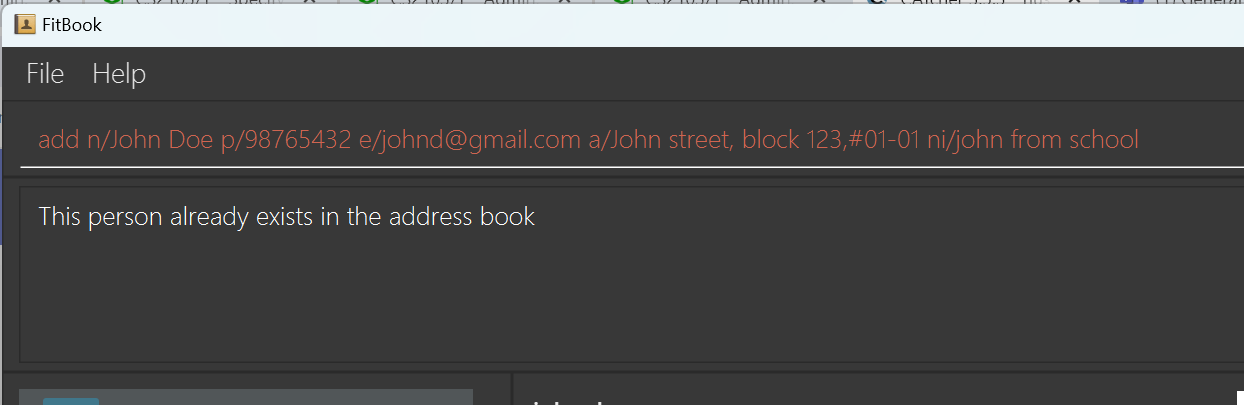 FitBook
File Help
add n/John Doe p/98765432 e/johnd@gmail.com a/John street, block 123,#01-01 ni/john from school
This person already exists in the address book